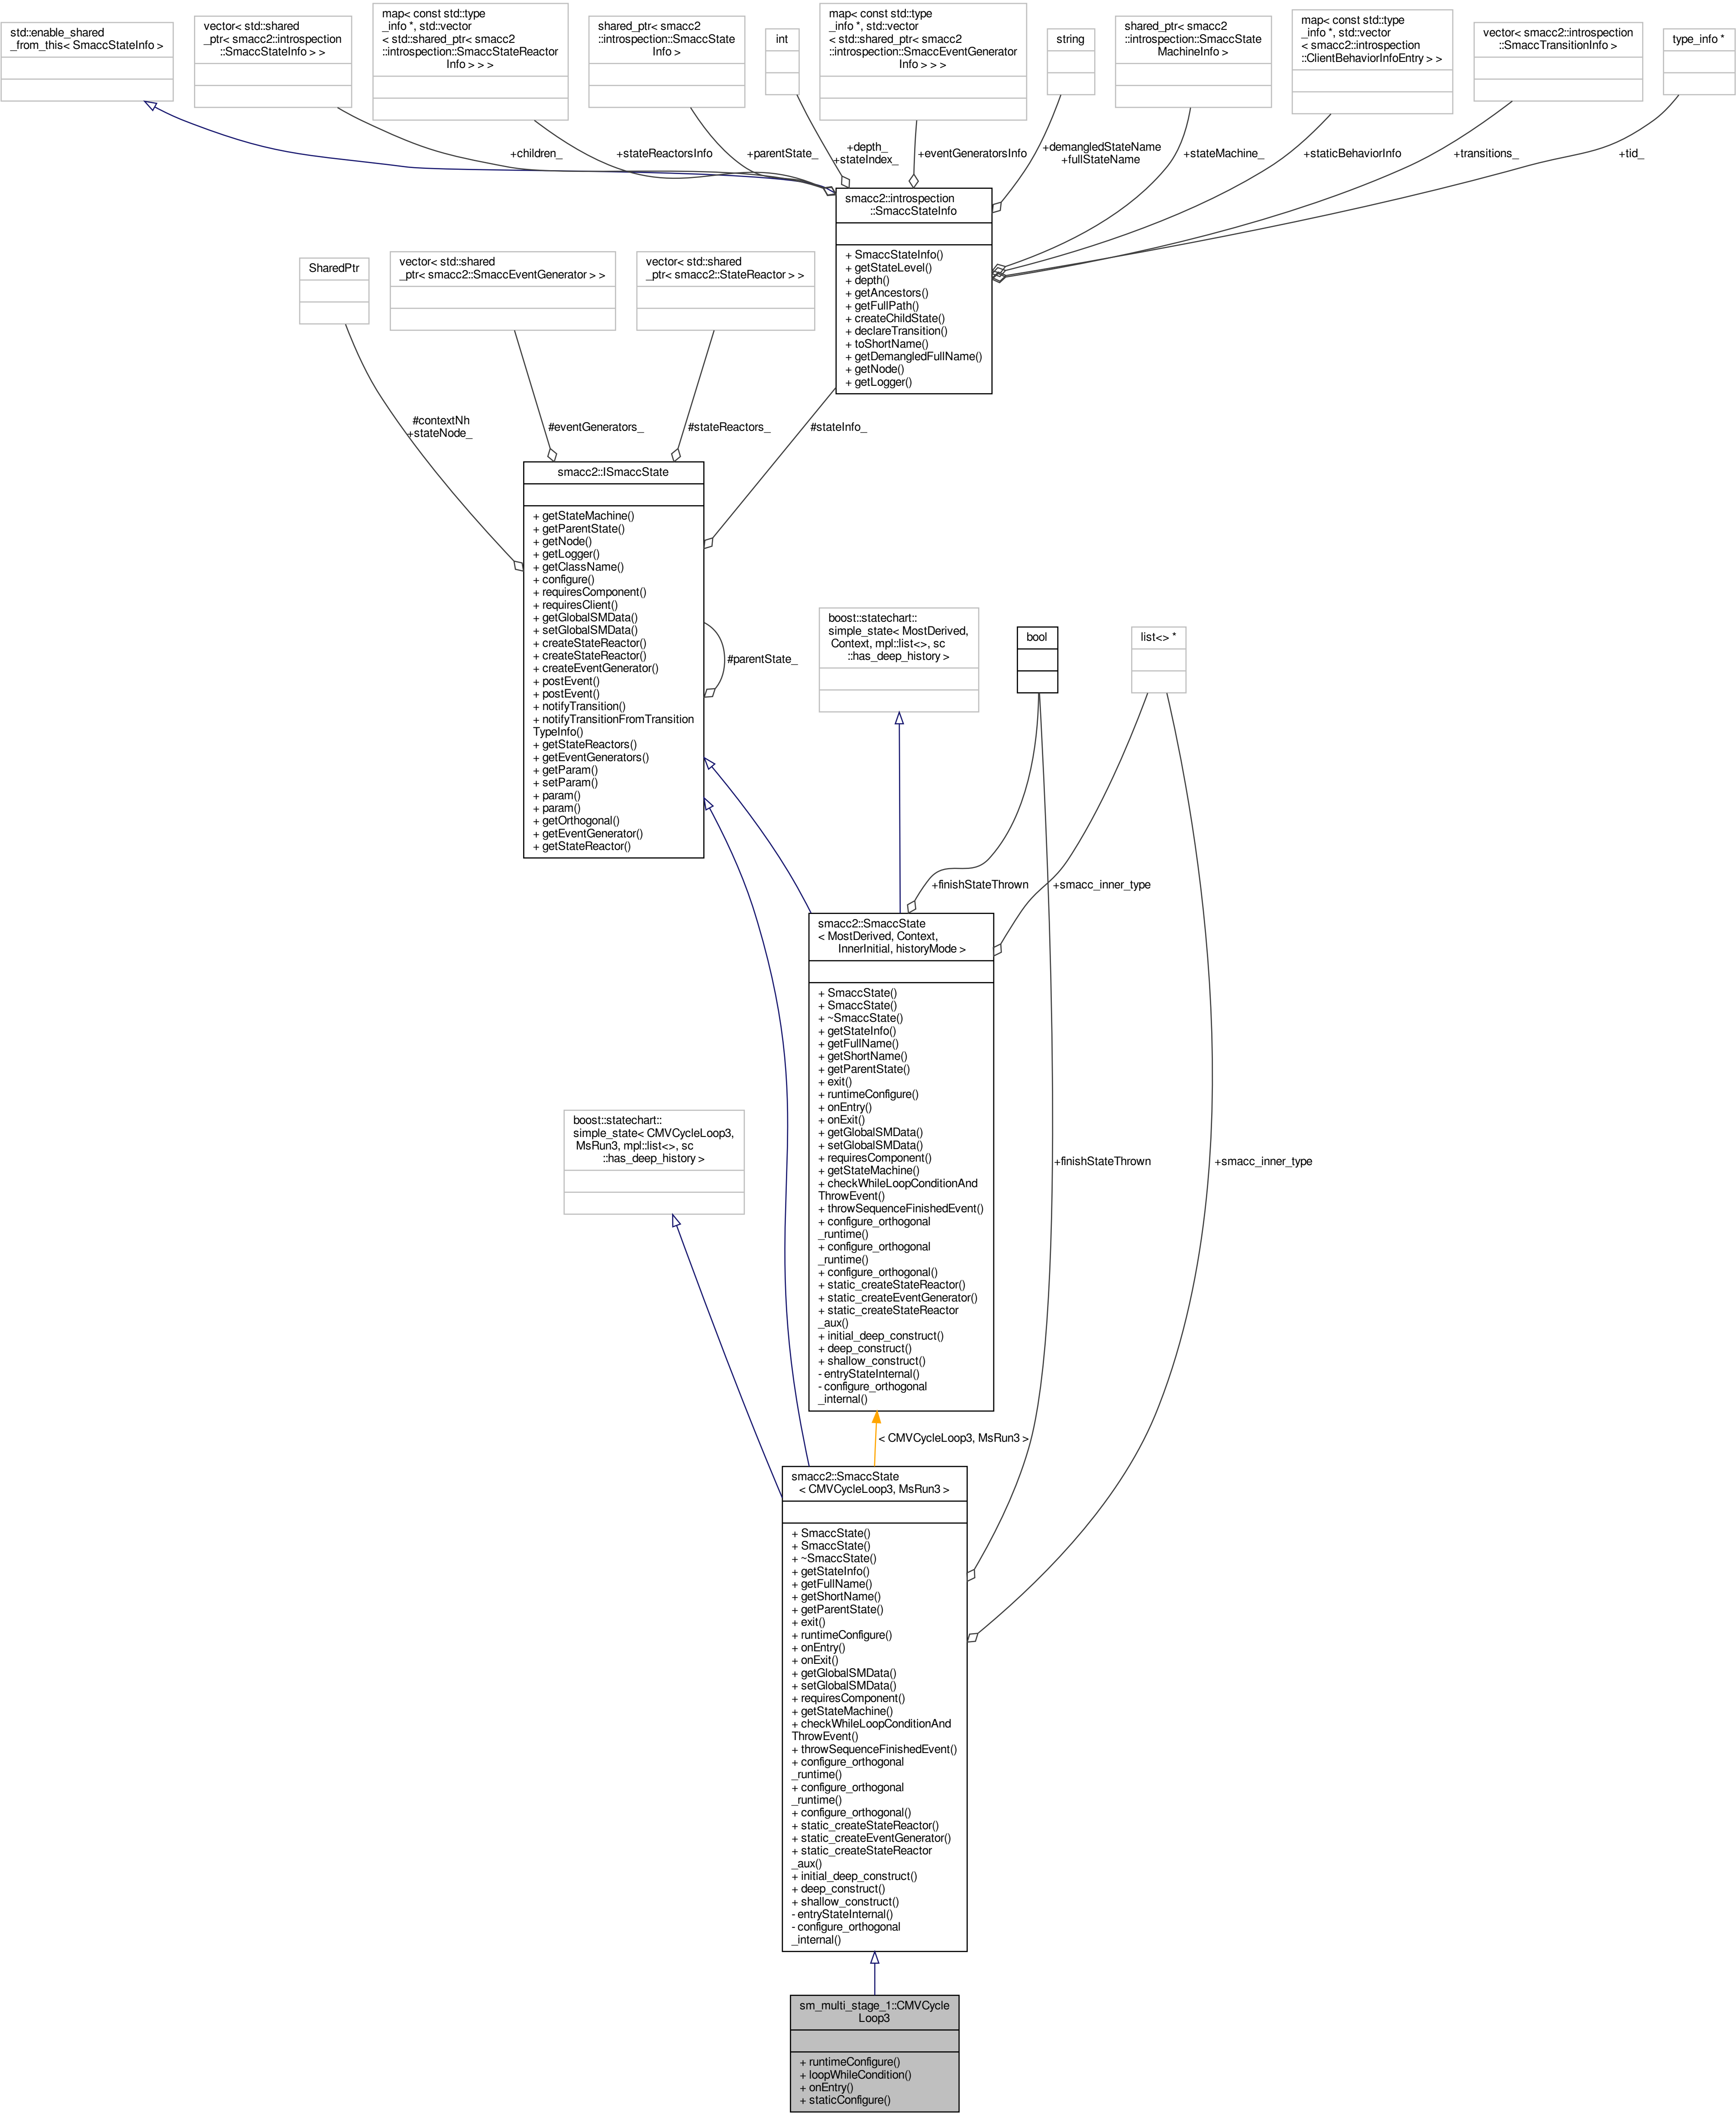 std::enable_shared
_from_this< SmaccStateInfo >
vector< std::shared
_ptr< smacc2::introspection
::SmaccStateInfo > >
map< const std::type
_info *, std::vector
< std::shared_ptr< smacc2
::introspection::SmaccStateReactor
Info > > >
shared_ptr< smacc2
::introspection::SmaccState
Info >
int
map< const std::type
_info *, std::vector
< std::shared_ptr< smacc2
::introspection::SmaccEventGenerator
Info > > >
string
shared_ptr< smacc2
::introspection::SmaccState
MachineInfo >
map< const std::type
_info *, std::vector
< smacc2::introspection
::ClientBehaviorInfoEntry > >
vector< smacc2::introspection
::SmaccTransitionInfo >
type_info *
+children_
+stateReactorsInfo
+parentState_
+depth_
+stateIndex_
+eventGeneratorsInfo
+demangledStateName
+fullStateName
+stateMachine_
+staticBehaviorInfo
+transitions_
+tid_
smacc2::introspection
::SmaccStateInfo
+ SmaccStateInfo()
+ getStateLevel()
+ depth()
+ getAncestors()
+ getFullPath()
+ createChildState()
+ declareTransition()
+ toShortName()
+ getDemangledFullName()
+ getNode()
+ getLogger()
SharedPtr
vector< std::shared
_ptr< smacc2::SmaccEventGenerator > >
vector< std::shared
_ptr< smacc2::StateReactor > >
#contextNh
+stateNode_
#eventGenerators_
#stateReactors_
#stateInfo_
smacc2::ISmaccState
+ getStateMachine()
+ getParentState()
+ getNode()
+ getLogger()
+ getClassName()
+ configure()
+ requiresComponent()
+ requiresClient()
+ getGlobalSMData()
+ setGlobalSMData()
+ createStateReactor()
+ createStateReactor()
+ createEventGenerator()
+ postEvent()
+ postEvent()
+ notifyTransition()
+ notifyTransitionFromTransition
TypeInfo()
+ getStateReactors()
+ getEventGenerators()
+ getParam()
+ setParam()
+ param()
+ param()
+ getOrthogonal()
+ getEventGenerator()
+ getStateReactor()
#parentState_
boost::statechart::
simple_state< MostDerived,
Context, mpl::list<>, sc
::has_deep_history >
bool
list<> *
+finishStateThrown
+smacc_inner_type
smacc2::SmaccState
< MostDerived, Context,
InnerInitial, historyMode >
+ SmaccState()
+ SmaccState()
+ ~SmaccState()
+ getStateInfo()
+ getFullName()
+ getShortName()
+ getParentState()
+ exit()
+ runtimeConfigure()
+ onEntry()
+ onExit()
+ getGlobalSMData()
+ setGlobalSMData()
+ requiresComponent()
+ getStateMachine()
+ checkWhileLoopConditionAnd
ThrowEvent()
+ throwSequenceFinishedEvent()
+ configure_orthogonal
_runtime()
+ configure_orthogonal
_runtime()
+ configure_orthogonal()
+ static_createStateReactor()
+ static_createEventGenerator()
+ static_createStateReactor
_aux()
+ initial_deep_construct()
+ deep_construct()
+ shallow_construct()
- entryStateInternal()
- configure_orthogonal
_internal()
boost::statechart::
simple_state< CMVCycleLoop3,
MsRun3, mpl::list<>, sc
::has_deep_history >
+finishStateThrown
+smacc_inner_type
< CMVCycleLoop3, MsRun3 >
smacc2::SmaccState
< CMVCycleLoop3, MsRun3 >
+ SmaccState()
+ SmaccState()
+ ~SmaccState()
+ getStateInfo()
+ getFullName()
+ getShortName()
+ getParentState()
+ exit()
+ runtimeConfigure()
+ onEntry()
+ onExit()
+ getGlobalSMData()
+ setGlobalSMData()
+ requiresComponent()
+ getStateMachine()
+ checkWhileLoopConditionAnd
ThrowEvent()
+ throwSequenceFinishedEvent()
+ configure_orthogonal
_runtime()
+ configure_orthogonal
_runtime()
+ configure_orthogonal()
+ static_createStateReactor()
+ static_createEventGenerator()
+ static_createStateReactor
_aux()
+ initial_deep_construct()
+ deep_construct()
+ shallow_construct()
- entryStateInternal()
- configure_orthogonal
_internal()
sm_multi_stage_1::CMVCycle
Loop3
+ runtimeConfigure()
+ loopWhileCondition()
+ onEntry()
+ staticConfigure()